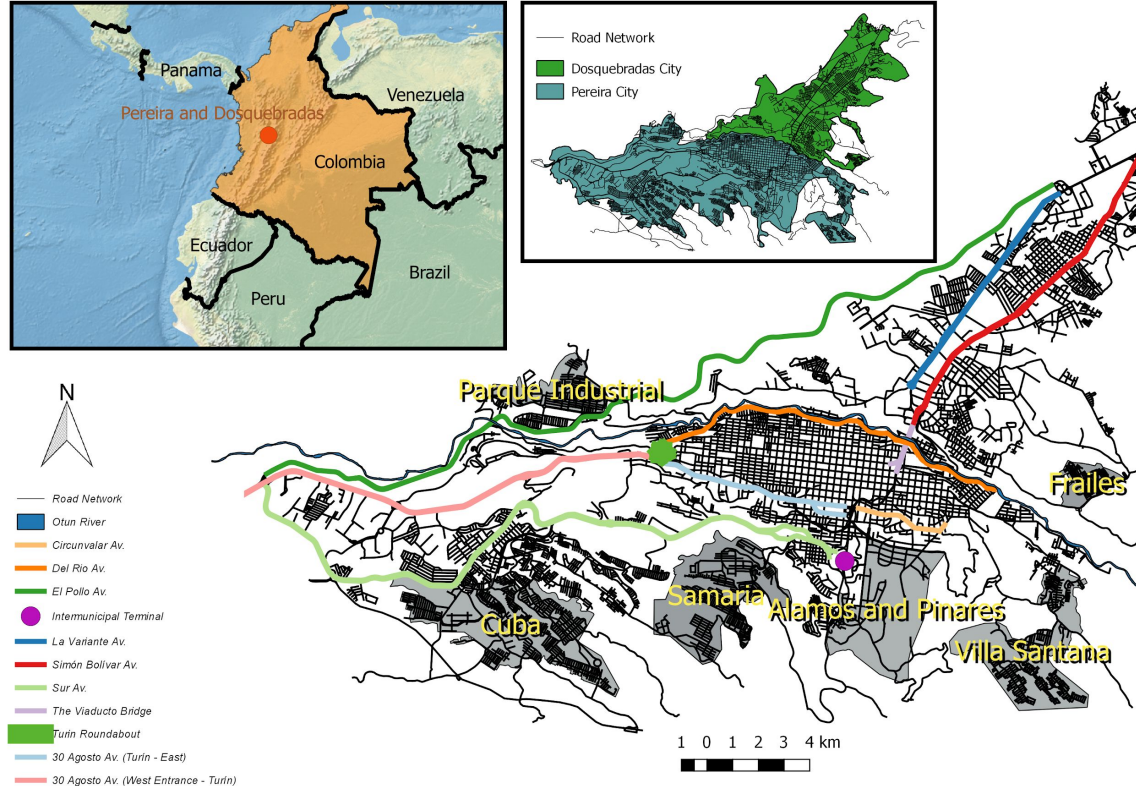 Panama
Venezuela
Pereira and Dosquebradas
Colombia
Ecuador
Peru
Brazil
Road Network
Dosquebradas City
Pereira City
Parque Industrial
Frailes
Samaria
Alamos and Pinares
Cuba
Villa Santana
N
Road Network
Otun River
Circunvalar Av.
Del Rio Av.
El Pollo Av.
Intermunicipal Terminal
La Variante Av.
Simón Bolívar Av.
Sur Av.
The Viaducto Bridge
Turin Roundabout
30 Agosto Av. (Turín - East)
30 Agosto Av. (West Entrance - Turín)
1 0 1 2 3 4 km